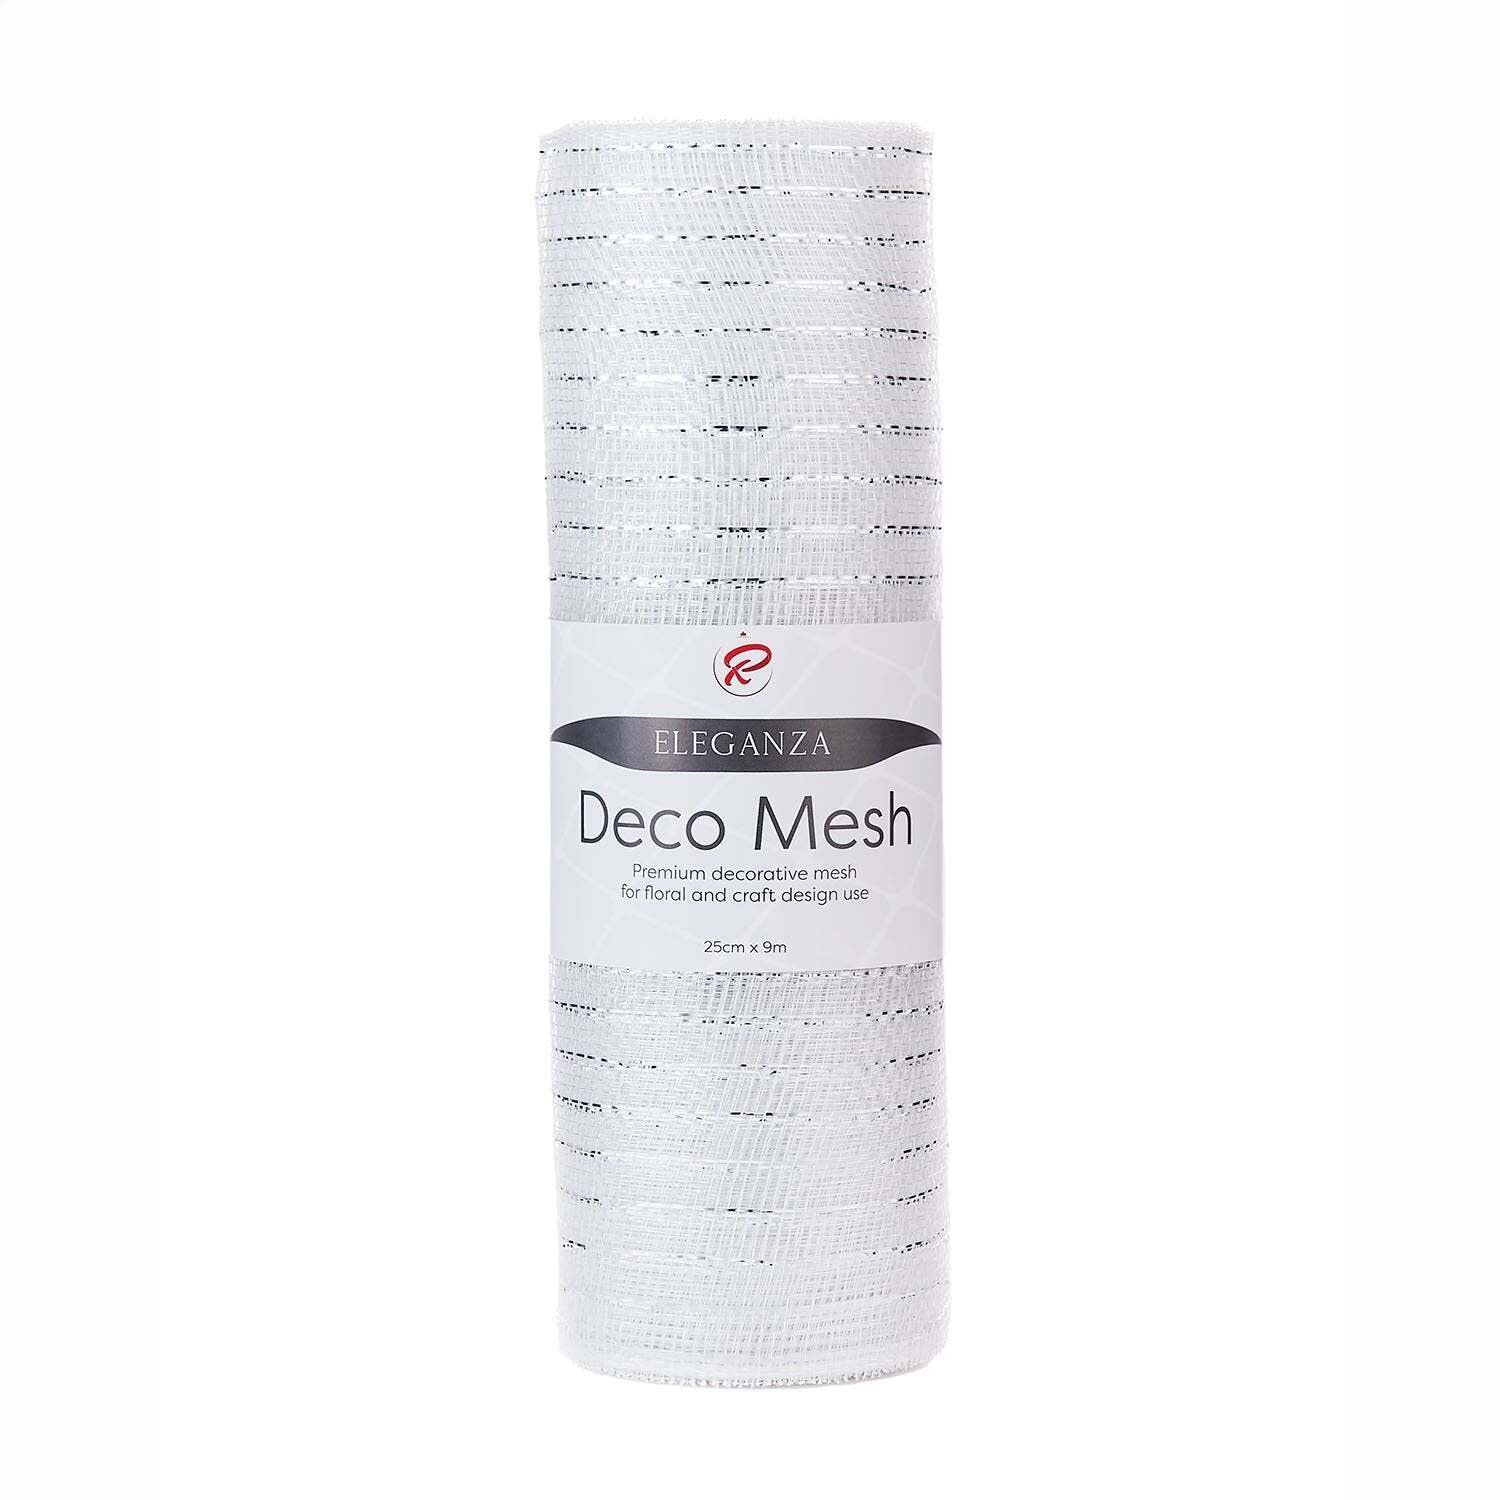 R
ELEGANZA
Deco Mesh
Premium decorative mesh
for floral and craft design use
25cm x 9m